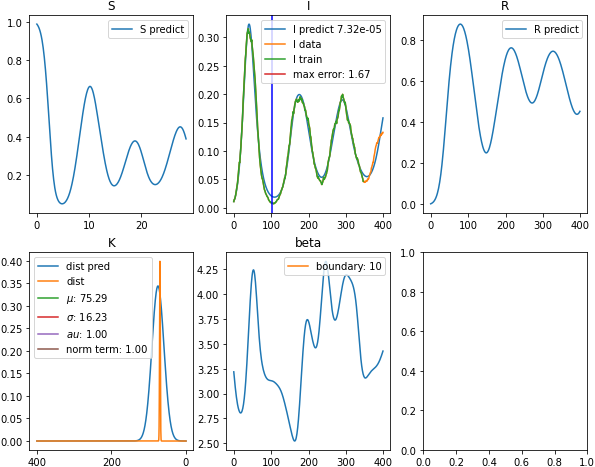 S
I
R
S predict
I predict 7.32e-05
I data
I train
max error: 1.67
R predict
1.0
0.8
0.6
0.4
0.2
0.30
0.25
0.20
0.15
0.10
0.05
0.00
0.8
0.6
0.4
0.2
0.0
0 10 20
0 100 200 300 400
0 100 200 300 400
K
beta
dist pred
dist
μ: 75.29
σ: 16.23
au: 1.00
norm term: 1.00
boundary: 10
0.40
0.35
0.30
0.25
0.20
0.15
0.10
0.05
0.00
4.25
4.00
3.75
3.50
3.25
3.00
2.75
2.50
1.0
0.8
0.6
0.4
0.2
0.0
400 200 0
0 100 200 300 400
0.0 0.2 0.4 0.6 0.8 1.0